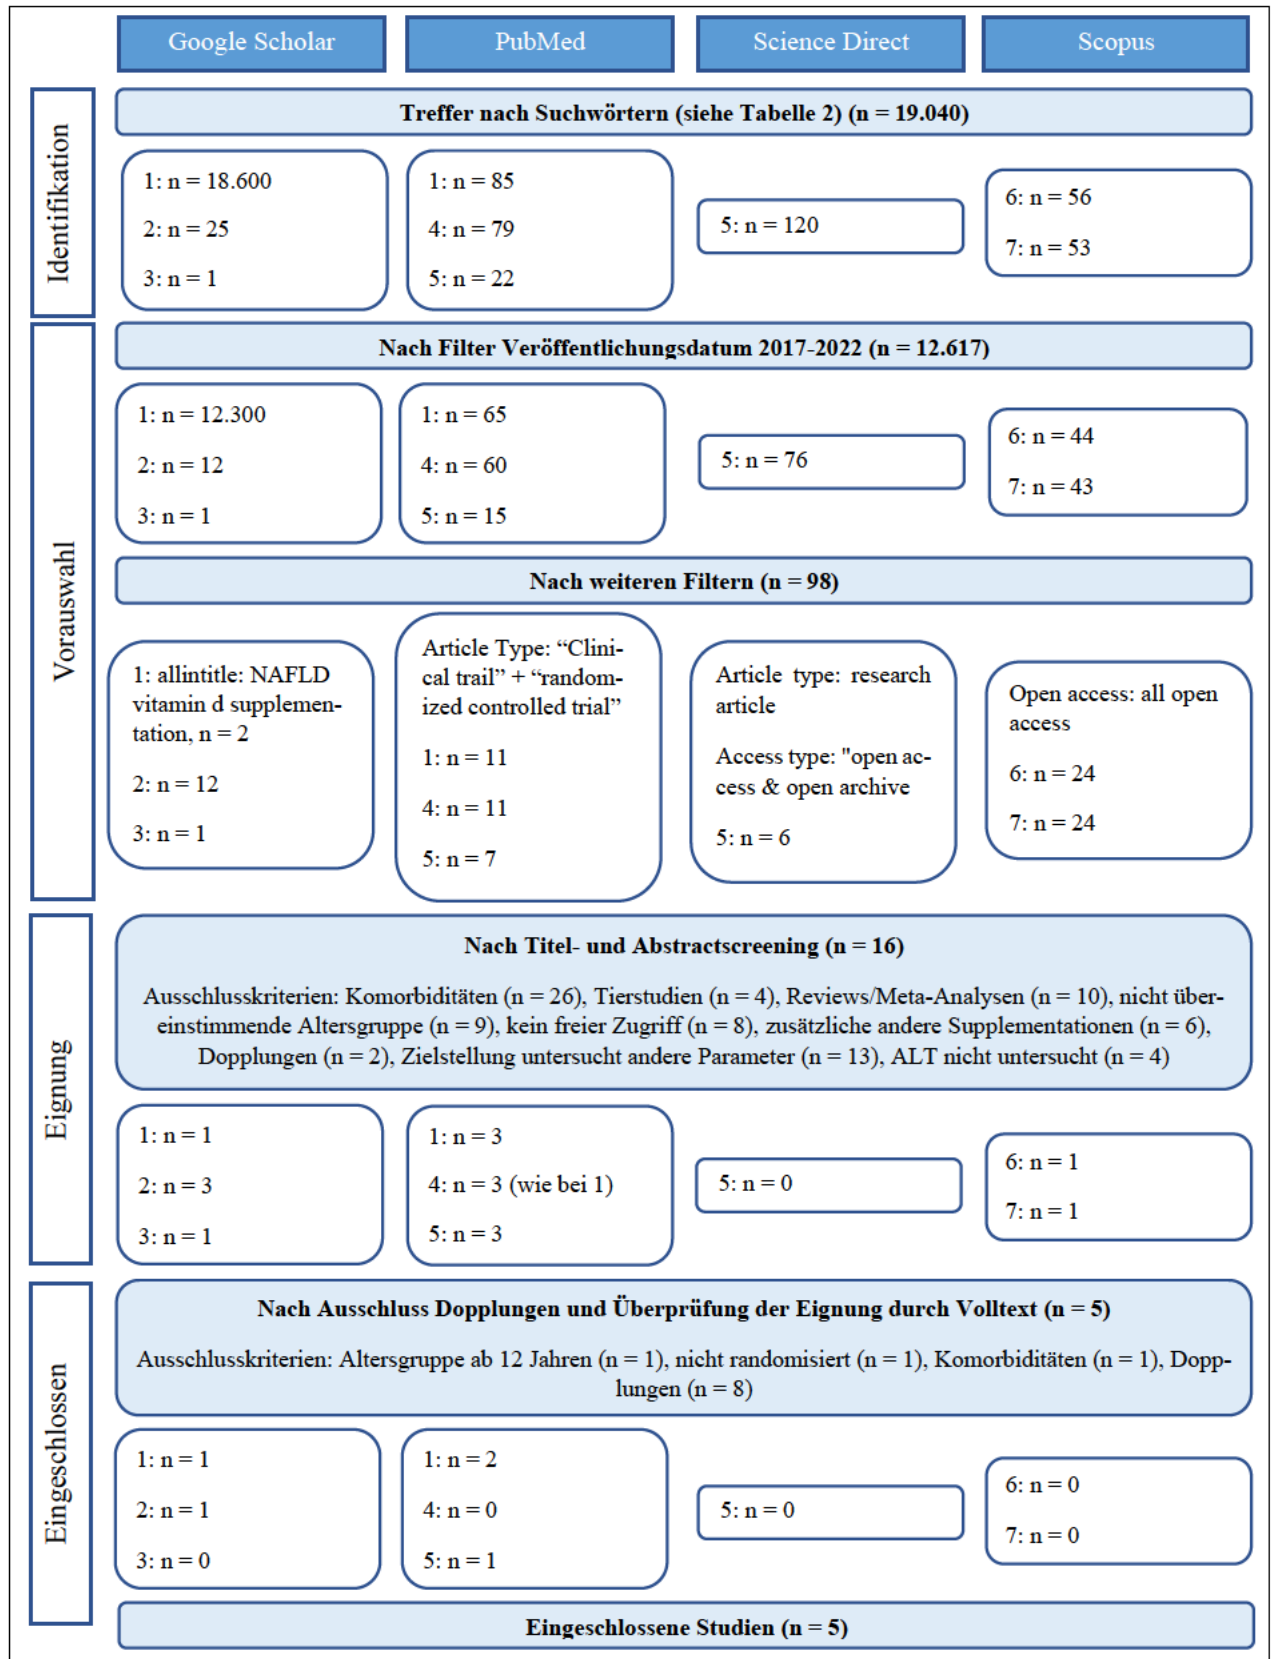 Google Scholar
PubMed
Science Direct
Scopus
Identifikation
Treffer nach Suchwörtern (siehe Tabelle 2) (n = 19.040)
1: n = 18.600
2: n = 25
3: n = 1
1: n = 85
4: n = 79
5: n = 22
5: n = 120
6: n = 56
7: n = 53
Vorauswahl
Nach Filter Veröffentlichungsdatum 2017-2022 (n = 12.617)
1: n = 12.300
2: n = 12
3: n = 1
1: n = 65
4: n = 60
5: n = 15
5: n = 76
6: n = 44
7: n = 43
Nach weiteren Filtern (n = 98)
1: allintitle: NAFLD
vitamin d supplemen-
tation, n = 2
2: n = 12
3: n = 1
Article Type: “Clini-
cal trail” + “random-
ized controlled trial”
1: n = 11
4: n = 11
5: n = 7
Article type: research
article
Access type: "open ac-
cess & open archive
5: n = 6
Open access: all open
access
6: n = 24
7: n = 24
Eignung
Nach Titel- und Abstractscreening (n = 16)
Ausschlusskriterien: Komorbiditäten (n = 26), Tierstudien (n = 4), Reviews/Meta-Analysen (n = 10), nicht über-
einstimmende Altersgruppe (n = 9), kein freier Zugriff (n = 8), zusätzliche andere Supplementationen (n = 6),
Dopplungen (n = 2), Zielstellung untersucht andere Parameter (n = 13), ALT nicht untersucht (n = 4)
1: n = 1
2: n = 3
3: n = 1
1: n = 3
4: n = 3 (wie bei 1)
5: n = 3
5: n = 0
6: n = 1
7: n = 1
Eingeschlossen
Nach Ausschluss Dopplungen und Überprüfung der Eignung durch Volltext (n = 5)
Ausschlusskriterien: Altersgruppe ab 12 Jahren (n = 1), nicht randomisiert (n = 1), Komorbiditäten (n = 1), Dopp-
lungen (n = 8)
1: n = 1
2: n = 1
3: n = 0
1: n = 2
4: n = 0
5: n = 1
5: n = 0
6: n = 0
7: n = 0
Eingeschlossene Studien (n = 5)